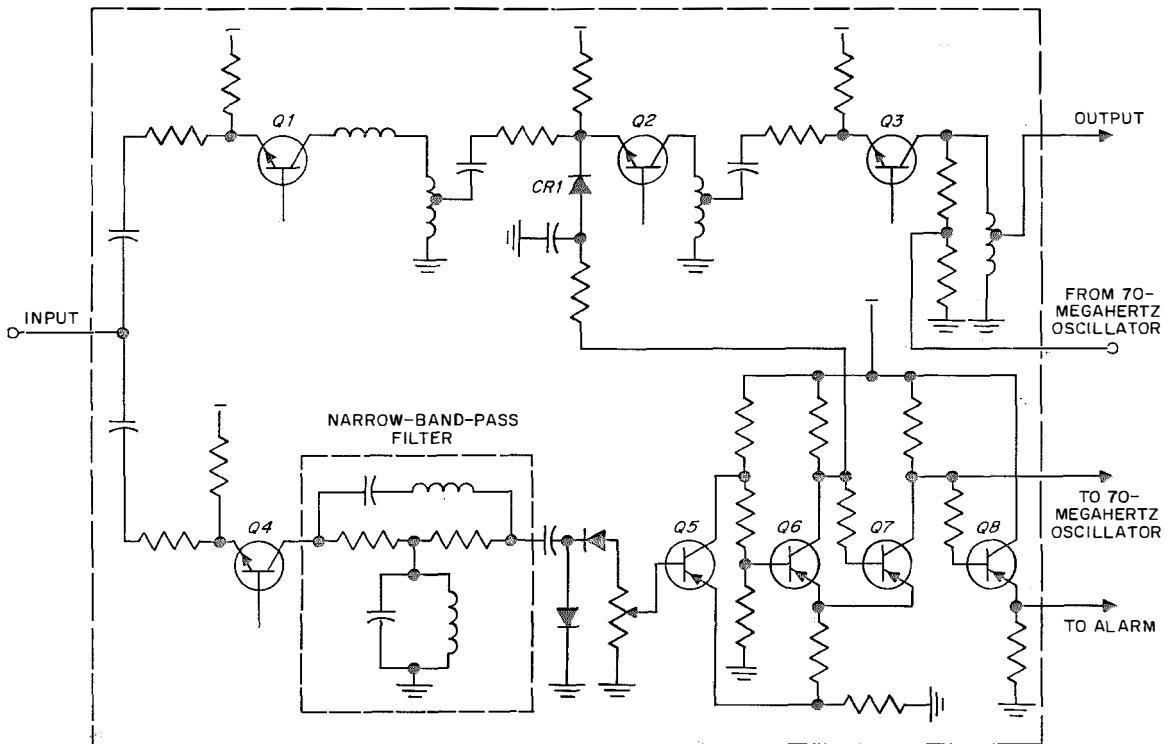 Q1
Q2
Q3
OUTPUT
CR1
FROM 70-
MEGAHERTZ
OSCILLATOR
INPUT
NARROW-BAND-PASS
FILTER
Q4
Q5
Q6
Q7
Q8
TO 70-
MEGAHERTZ
OSCILLATOR
TO ALARM